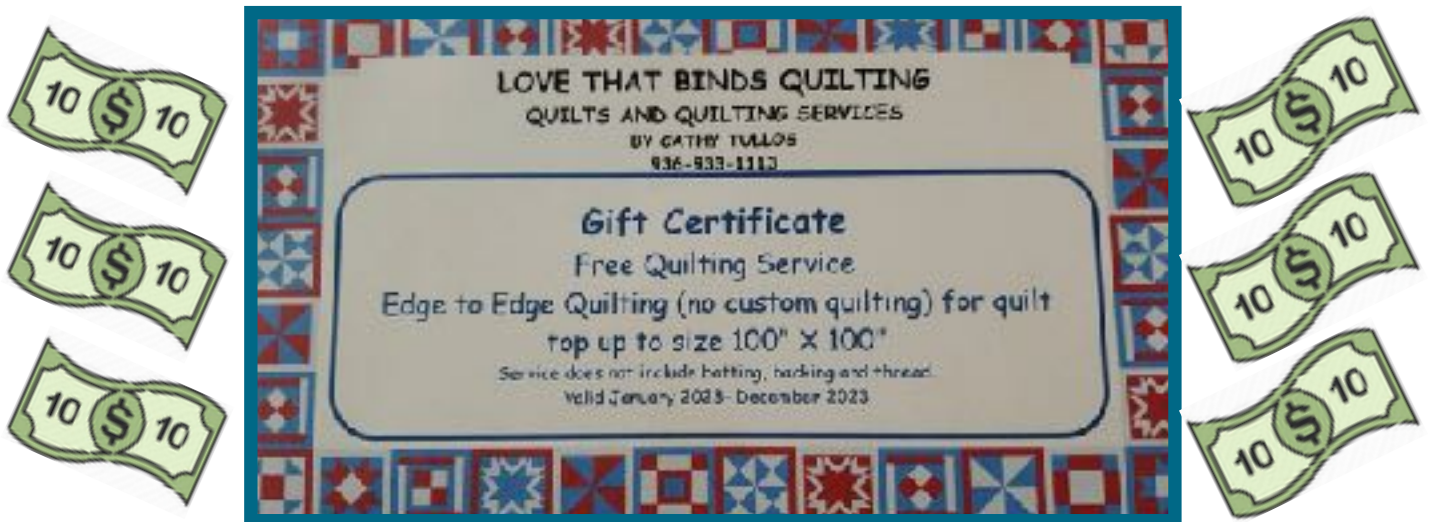 LOVE THAT BINDS QUILTING
QUILTS AND QUILTING SERVICES
BY CATHY TULLOS
936-933-1113
Gift Certificate
Free Quilting Service
Edge to Edge Quilting (no custom quilting) for quilt
top up to size 100" X 100"
Service does not include batting, backing and thread.
Valid January 2023- December 2023
10 $ 10
10 $ 10
10 $ 10
10 $ 10
10 $ 10
10 $ 10